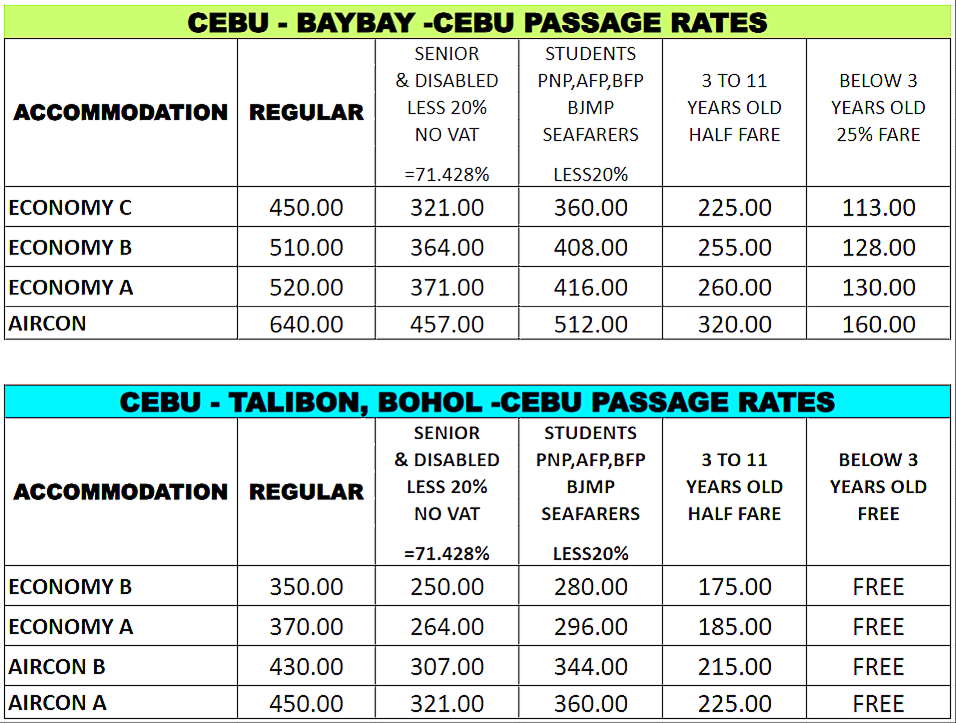 CEBU - BAYBAY -CEBU PASSAGE RATES
ACCOMMODATION REGULAR SENIOR & DISABLED LESS 20% NO VAT =71.428% STUDENTS PNP,AFP,BFP BJMP SEAFARERS LESS20% 3 TO 11 YEARS OLD HALF FARE BELOW 3 YEARS OLD 25% FARE
ECONOMY C 450.00 321.00 360.00 225.00 113.00
ECONOMY B 510.00 364.00 408.00 255.00 128.00
ECONOMY A 520.00 371.00 416.00 260.00 130.00
AIRCON 640.00 457.00 512.00 320.00 160.00
CEBU - TALIBON, BOHOL -CEBU PASSAGE RATES
ACCOMMODATION REGULAR SENIOR & DISABLED LESS 20% NO VAT =71.428% STUDENTS PNP,AFP,BFP BJMP SEAFARERS LESS20% 3 TO 11 YEARS OLD HALF FARE BELOW 3 YEARS OLD FREE
ECONOMY B 350.00 250.00 280.00 175.00 FREE
ECONOMY A 370.00 264.00 296.00 185.00 FREE
AIRCON B 430.00 307.00 344.00 215.00 FREE
AIRCON A 450.00 321.00 360.00 225.00 FREE